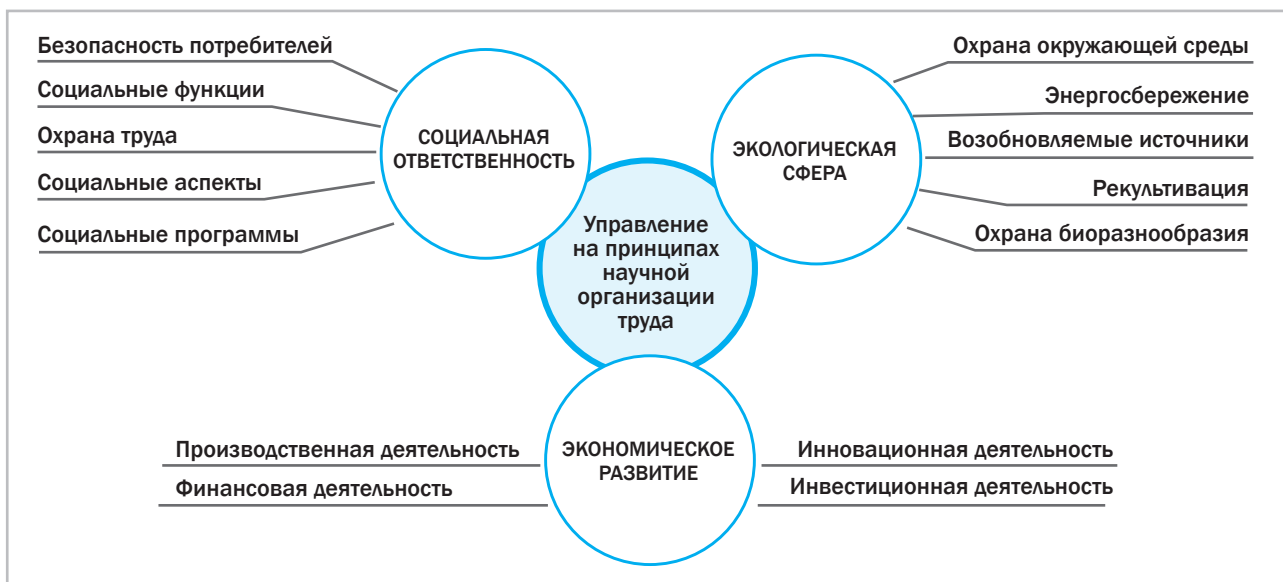 Безопасность потребителей
Социальные функции
Охрана труда
Социальные аспекты
Социальные программы
СОЦИАЛЬНАЯ
ОТВЕТСТВЕННОСТЬ
Охрана окружающей среды
Энергосбережение
Возобновляемые источники
Рекультивация
Охрана биоразнообразия
ЭКОЛОГИЧЕСКАЯ
СФЕРА
Управление
на принципах
научной
организации
труда
Производственная деятельность
Финансовая деятельность
ЭКОНОМИЧЕСКОЕ
РАЗВИТИЕ
Инновационная деятельность
Инвестиционная деятельность